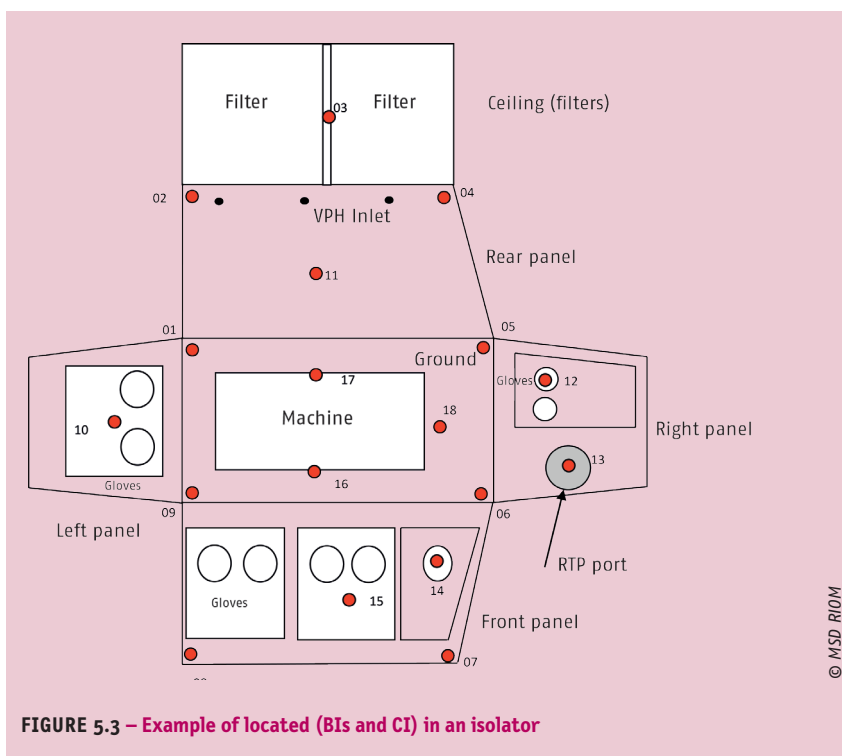 Filter
Filter
03
Ceiling (filters)
02
04
VPH Inlet
Rear panel
11
01
05
Ground
17
Gloves
12
Machine
18
10
Right panel
13
16
Gloves
09
06
Left panel
RTP port
14
Gloves
15
Front panel
07
© MSD RIOM
FIGURE 5.3 – Example of located (BIs and CI) in an isolator